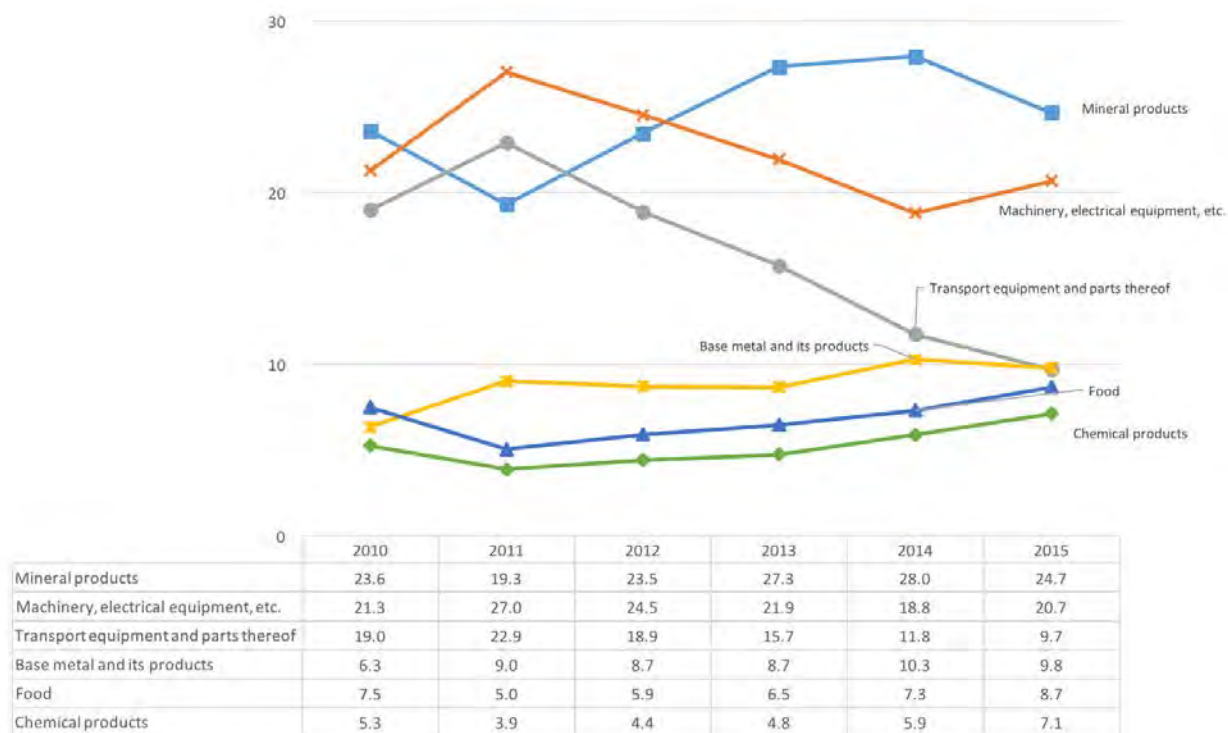 30
Mineral products
20
Machinery, electrical equipment, etc.
Transport equipment and parts thereof
Base metal and its products
10
Food
Chemical products
0
2010 2011 2012 2013 2014 2015
Mineral products 23.6 19.3 23.5 27.3 28.0 24.7
Machinery, electrical equipment, etc. 21.3 27.0 24.5 21.9 18.8 20.7
Transport equipment and parts thereof 19.0 22.9 18.9 15.7 11.8 9.7
Base metal and its products 6.3 9.0 8.7 8.7 10.3 9.8
Food 7.5 5.0 5.9 6.5 7.3 8.7
Chemical products 5.3 3.9 4.4 4.8 5.9 7.1